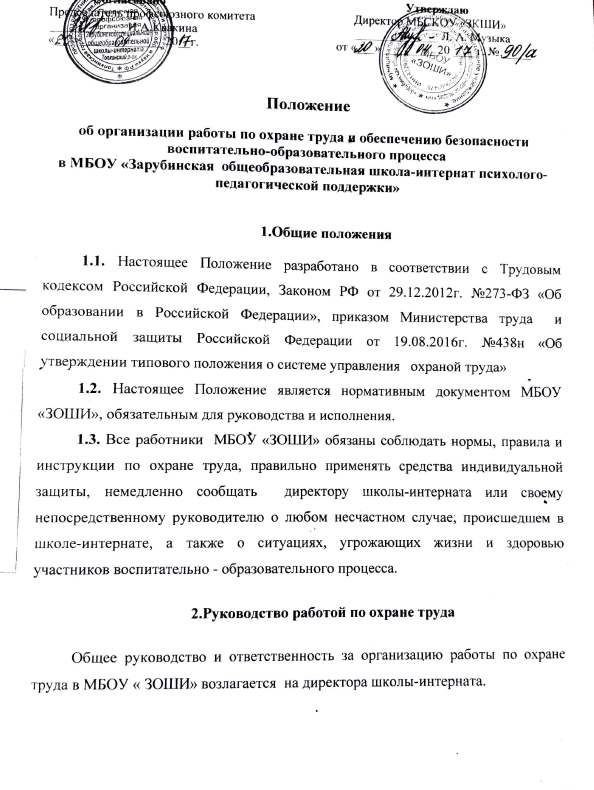 Согласовано
Председатель профсоюзного комитета
2017г.
Утверждаю
Директор МБСКОУ «ЗКШИ»
Л. А. Музыка
от «20» 11.04. 2017 г. № 90/а
МБОУ
«ЗОШИ»
Положение
об организации работы по охране труда и обеспечению безопасности
воспитательно-образовательного процесса
в МБОУ «Зарубинская общеобразовательная школа-интернат психолого-
педагогической поддержки»
1.Общие положения
1.1. Настоящее Положение разработано в соответствии с Трудовым
кодексом Российской Федерации, Законом РФ от 29.12.2012г. №273-ФЗ «Об
образовании в Российской Федерации», приказом Министерства труда и
социальной защиты Российской Федерации от 19.08.2016г. №438н «Об
утверждении типового положения о системе управления охраной труда»
1.2. Настоящее Положение является нормативным документом МБОУ
«ЗОШИ», обязательным для руководства и исполнения.
1.3. Все работники МБОУ «ЗОШИ» обязаны соблюдать нормы, правила и
инструкции по охране труда, правильно применять средства индивидуальной
защиты, немедленно сообщать директору школы-интерната или своему
непосредственному руководителю о любом несчастном случае; происшедшем в
школе-интернате, а также о ситуациях, угрожающих жизни и здоровью
участников воспитательно - образовательного процесса.
2.Руководство работой по охране труда
Общее руководство и ответственность за организацию работы по охране
труда в МБОУ « ЗОШИ» возлагается на директора школы-интерната.